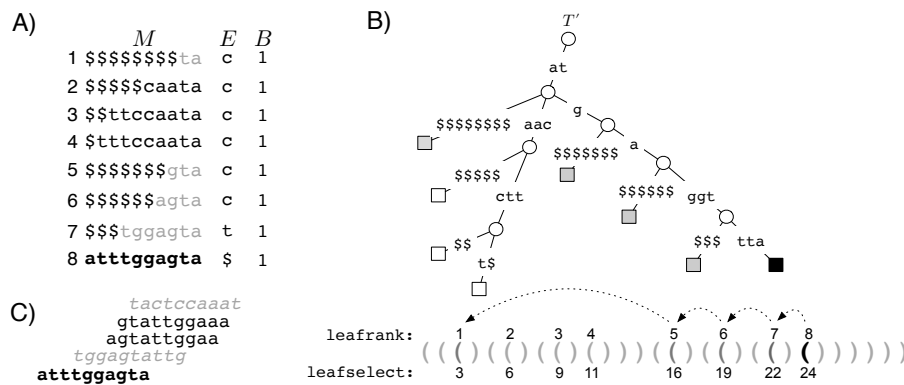 A)
M E B
1 $$$$$$$$ta c 1
2 $$$$$caata c 1
3 $$ttccaata c 1
4 $tttccaata c 1
5 $$$$$$$gta c 1
6 $$$$$$agta c 1
7 $$$tggagta t 1
8 atttggagta $ 1
C)
tactccaaat
gtattggaaa
agtattggaa
tggagtattg
atttggagta
B)
T′
at
$$$$$$$$ aac g
$$$$$$$ a
$$$$$ $$$$$$
ctt ggt
$$ $$$ tta
t$
leafrank: 1 2 3 4 5 6 7 8
( ( ( ) ( ( ) ( ( ) ( ) ) ) ( ( ) ( ( ) ( ( ) ( ) ) ) ) ) )
leafselect: 3 6 9 11 16 19 22 24